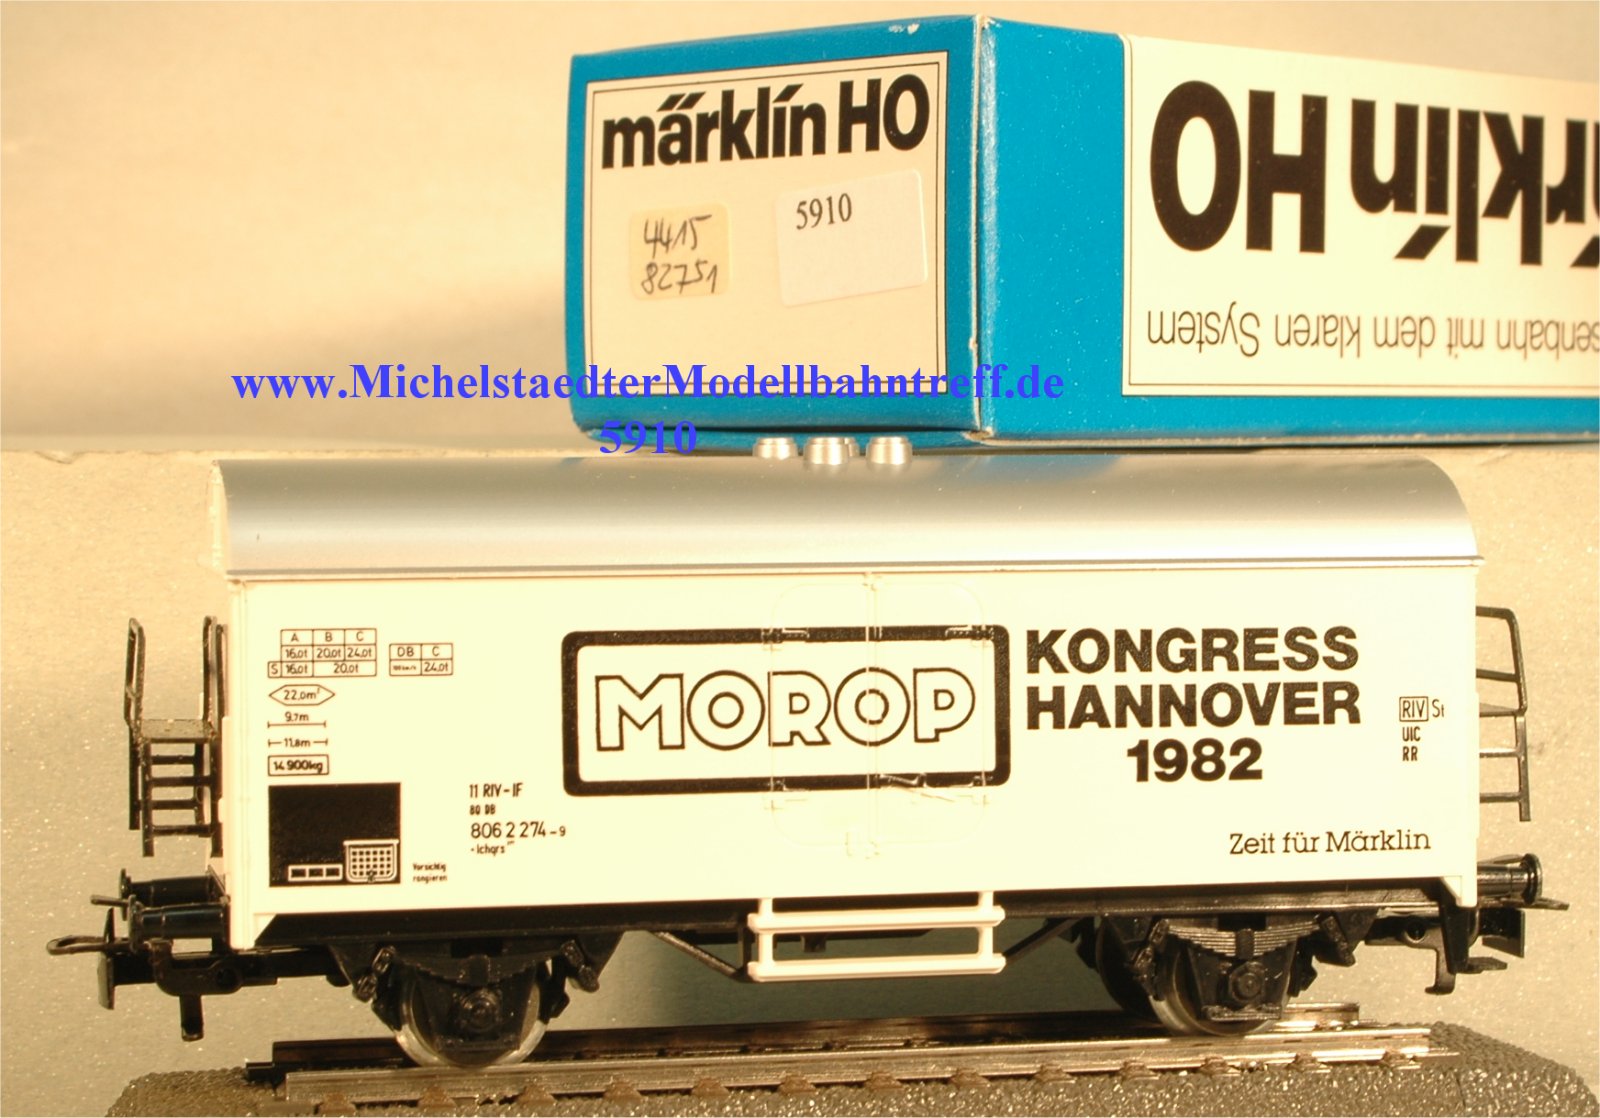 märklin HO
4415
82751
5910
märklin HO
senbahn mit dem klaren System
www.MichelstaedterModellbahntreff.de
5910
A B C
16.0t 20.0t 24.0t
S 16.0t 20.0t
DB C
24.0t
22,0m²
9.7m
11,8m
14 900kg
MOROP
KONGRESS
HANNOVER
1982
RIV St
UIC
RR
11 RIV-IF
80 DB
806 2 274-9
Ichqrs
Vorsichtig
rangieren
Zeit für Märklin